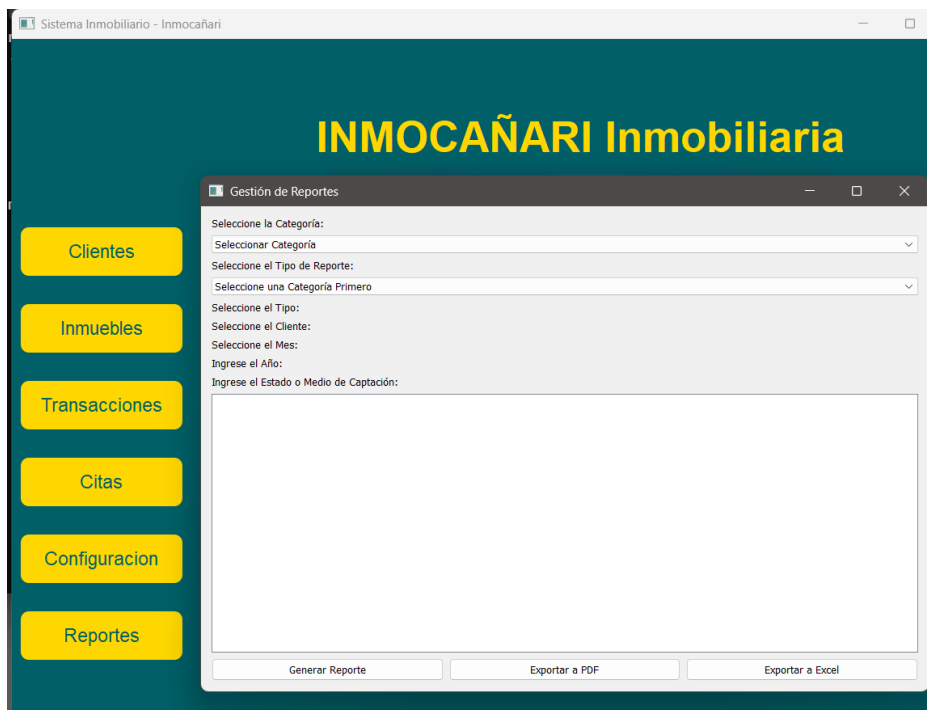 Sistema Inmobiliario - Inmocañari
INMOCAÑARI Inmobiliaria
Clientes
Inmuebles
Transacciones
Citas
Configuracion
Reportes
Gestión de Reportes
Seleccione la Categoría:
Seleccionar Categoría
Seleccione el Tipo de Reporte:
Seleccione una Categoría Primero
Seleccione el Tipo:
Seleccione el Cliente:
Seleccione el Mes:
Ingrese el Año:
Ingrese el Estado o Medio de Captación:
Generar Reporte
Exportar a PDF
Exportar a Excel